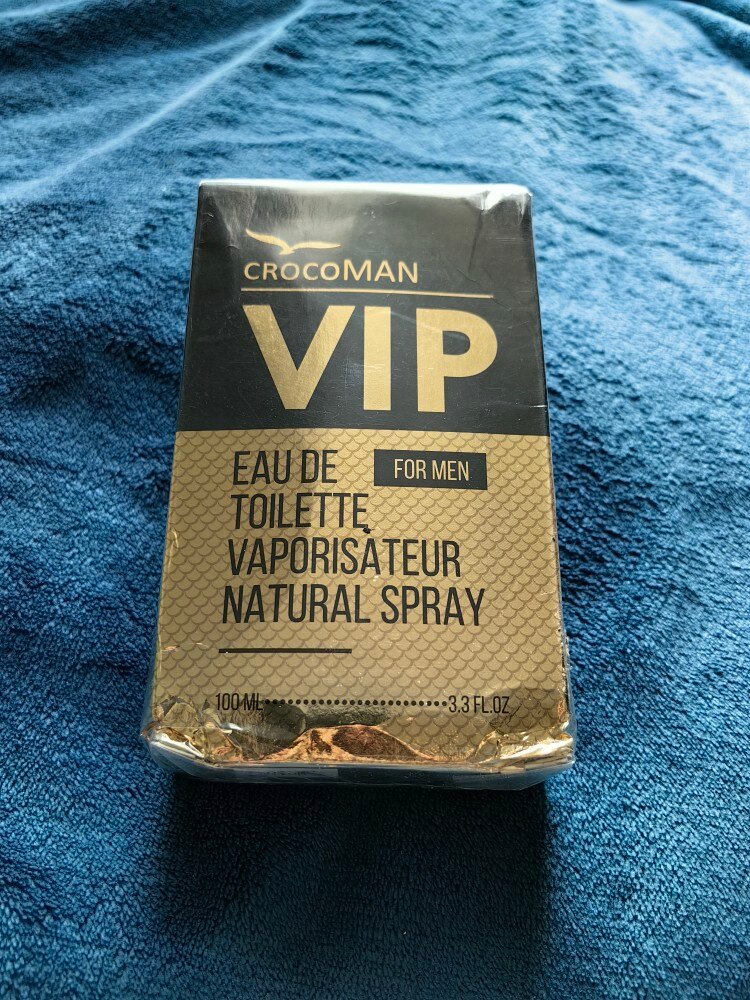 CROCOMAN
VIP
EAU DE FOR MEN
TOILETTE
VAPORISATEUR
NATURAL SPRAY
100 ML 3.3 FL.OZ